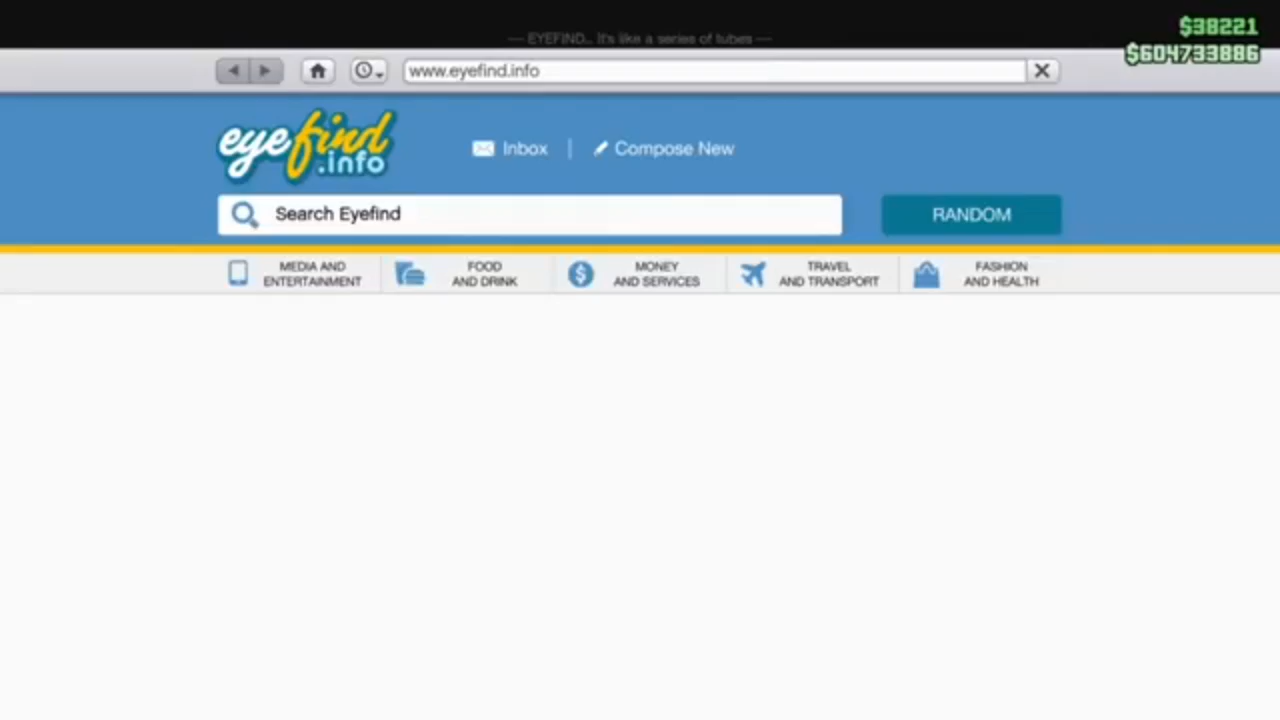 — EYEFIND... It's like a series of tubes —
$38221
$604733886
www.eyefind.info
eyefind.info
Inbox
Compose New
Search Eyefind
RANDOM
MEDIA AND
ENTERTAINMENT
FOOD
AND DRINK
MONEY
AND SERVICES
TRAVEL
AND TRANSPORT
FASHION
AND HEALTH